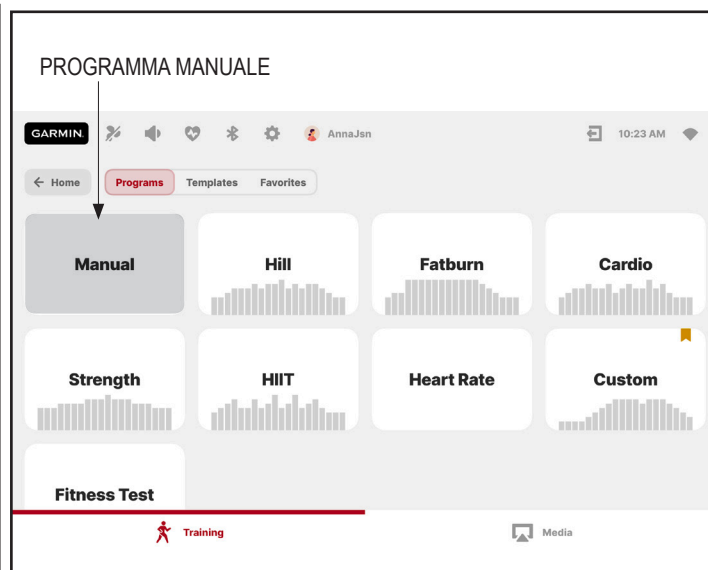 PROGRAMMA MANUALE
GARMIN. AnnaJsn 10:23 AM
← Home Programs Templates Favorites
Manual Hill Fatburn Cardio
Strength HIIT Heart Rate Custom
Fitness Test
Training Media